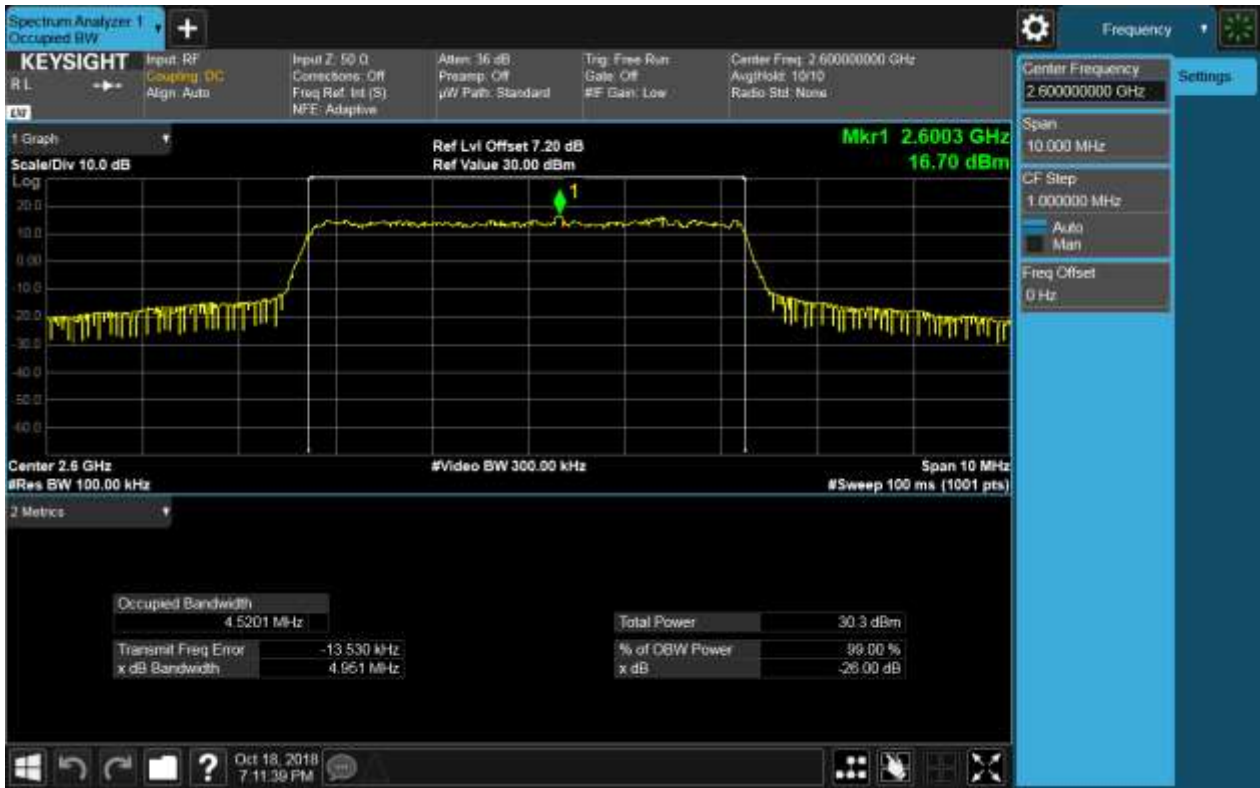 Spectrum Analyzer 1
Occupied BW
Frequency
KEYSIGHT
R L
Input: RF
Coupling: DC
Align: Auto
Input Z: 50 Ω
Corrections: Off
Freq Ref: Int (S)
NFE: Adaptive
Atten: 36 dB
Preamp: Off
µW Path: Standard
Trig: Free Run
Gate: Off
#IF Gain: Low
Center Freq: 2.600000000 GHz
Avg|Hold: 10/10
Radio Std: None
Center Frequency
2.600000000 GHz
Settings
Span
10.000 MHz
CF Step
1.000000 MHz
Auto
Man
Freq Offset
0 Hz
1 Graph
Scale/Div 10.0 dB
Ref Lvl Offset 7.20 dB
Ref Value 30.00 dBm
Mkr1 2.6003 GHz
16.70 dBm
Log
20.0
10.0
0.00
-10.0
-20.0
-30.0
-40.0
-50.0
-60.0
1
Center 2.6 GHz
#Res BW 100.00 kHz
#Video BW 300.00 kHz
Span 10 MHz
#Sweep 100 ms (1001 pts)
2 Metrics
Occupied Bandwidth
4.5201 MHz
Transmit Freq Error -13.530 kHz
x dB Bandwidth 4.951 MHz
Total Power 30.3 dBm
% of OBW Power 99.00 %
x dB -26.00 dB
?
Oct 18, 2018
7:11:39 PM